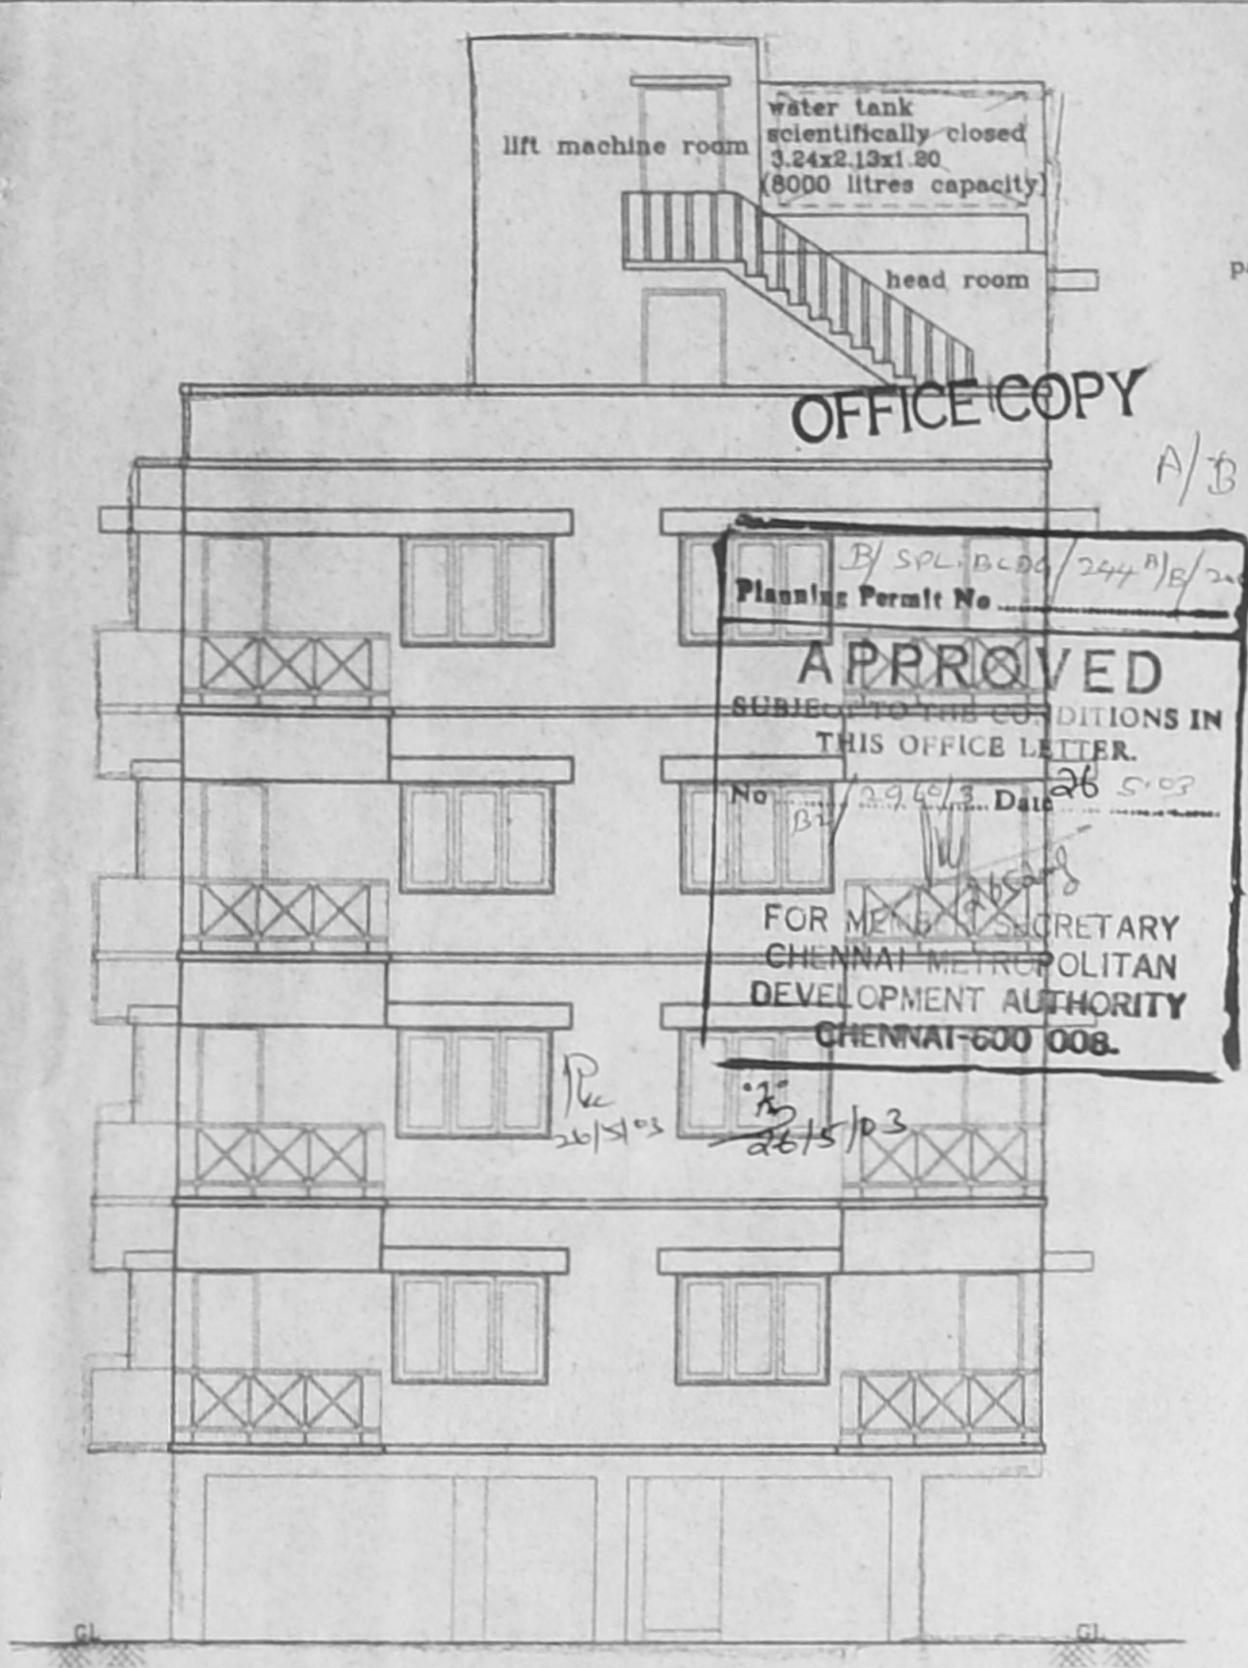 lift machine room
water tank
scientifically closed
3.24x2.13x1.20
(8000 litres capacity)
head room
OFFICE COPY
A/B
B/ SPL. BLDG/244 A/B/
Planning Permit No
APPROVED
SUBJECT TO THE CONDITIONS IN
THIS OFFICE LETTER.
No B2/ Date 26 5.03
FOR MEMBER SECRETARY
CHENNAI METROPOLITAN
DEVELOPMENT AUTHORITY
CHENNAI-600 008.
26/5/03
26/5/03
GL
GL